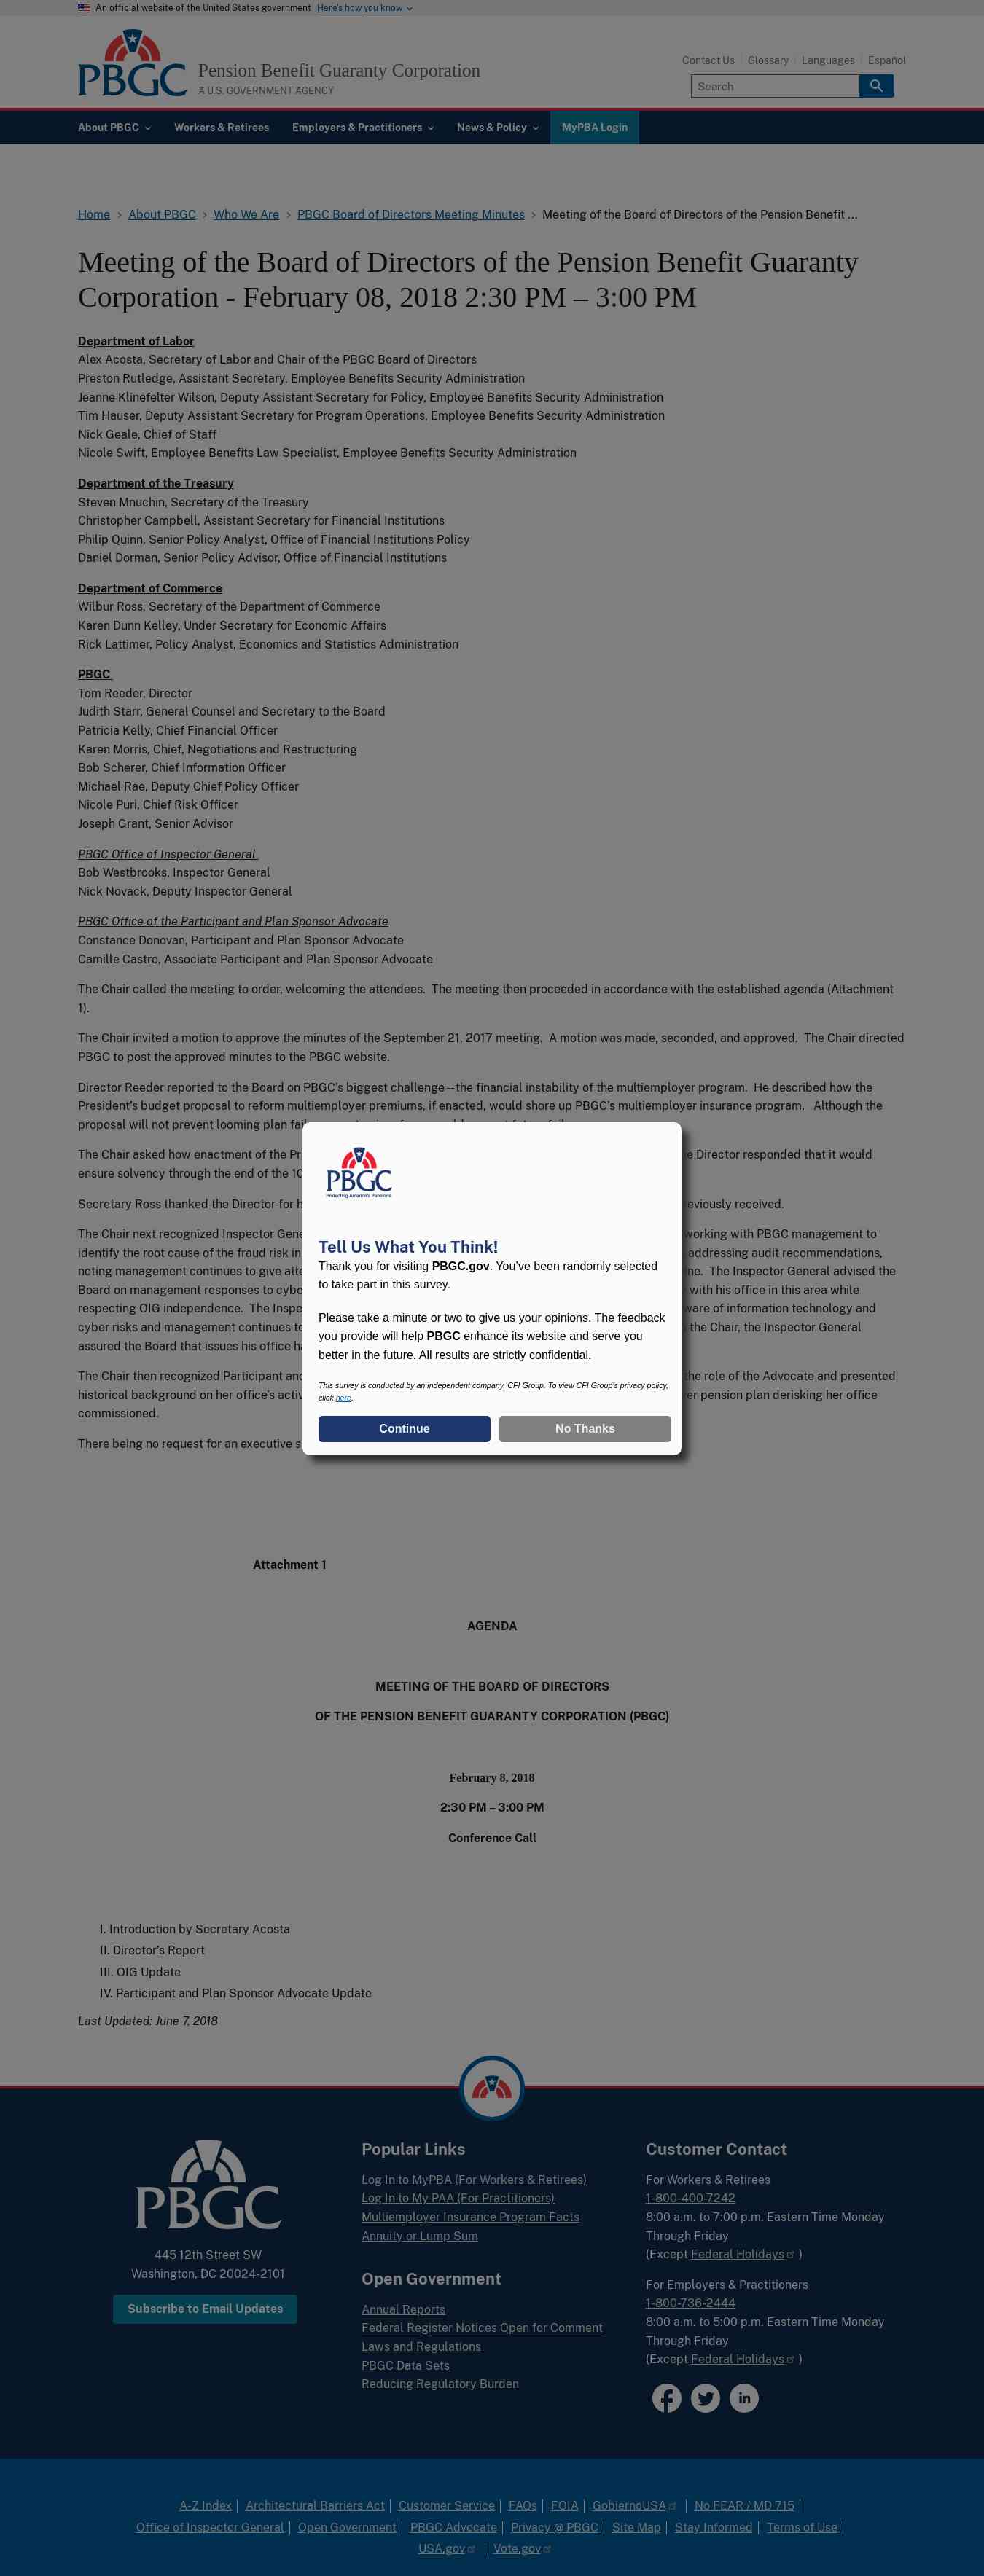 An official website of the United States government Here's how you know
PBGC
Pension Benefit Guaranty Corporation
A U.S. GOVERNMENT AGENCY
Contact Us Glossary Languages Español
Search
About PBGC Workers & Retirees Employers & Practitioners News & Policy MyPBA Login
Home > About PBGC > Who We Are > PBGC Board of Directors Meeting Minutes > Meeting of the Board of Directors of the Pension Benefit ...
Meeting of the Board of Directors of the Pension Benefit Guaranty
Corporation - February 08, 2018 2:30 PM – 3:00 PM
Department of Labor
Alex Acosta, Secretary of Labor and Chair of the PBGC Board of Directors
Preston Rutledge, Assistant Secretary, Employee Benefits Security Administration
Jeanne Klinefelter Wilson, Deputy Assistant Secretary for Policy, Employee Benefits Security Administration
Tim Hauser, Deputy Assistant Secretary for Program Operations, Employee Benefits Security Administration
Nick Geale, Chief of Staff
Nicole Swift, Employee Benefits Law Specialist, Employee Benefits Security Administration
Department of the Treasury
Steven Mnuchin, Secretary of the Treasury
Christopher Campbell, Assistant Secretary for Financial Institutions
Philip Quinn, Senior Policy Analyst, Office of Financial Institutions Policy
Daniel Dorman, Senior Policy Advisor, Office of Financial Institutions
Department of Commerce
Wilbur Ross, Secretary of the Department of Commerce
Karen Dunn Kelley, Under Secretary for Economic Affairs
Rick Lattimer, Policy Analyst, Economics and Statistics Administration
PBGC
Tom Reeder, Director
Judith Starr, General Counsel and Secretary to the Board
Patricia Kelly, Chief Financial Officer
Karen Morris, Chief, Negotiations and Restructuring
Bob Scherer, Chief Information Officer
Michael Rae, Deputy Chief Policy Officer
Nicole Puri, Chief Risk Officer
Joseph Grant, Senior Advisor
PBGC Office of Inspector General
Bob Westbrooks, Inspector General
Nick Novack, Deputy Inspector General
PBGC Office of the Participant and Plan Sponsor Advocate
Constance Donovan, Participant and Plan Sponsor Advocate
Camille Castro, Associate Participant and Plan Sponsor Advocate
The Chair called the meeting to order, welcoming the attendees. The meeting then proceeded in accordance with the established agenda (Attachment
1).
The Chair invited a motion to approve the minutes of the September 21, 2017 meeting. A motion was made, seconded, and approved. The Chair directed
PBGC to post the approved minutes to the PBGC website.
Director Reeder reported to the Board on PBGC's biggest challenge--the financial instability of the multiemployer program. He described how the
President's budget proposal to reform multiemployer premiums, if enacted, would shore up PBGC's multiemployer insurance program. Although the
proposal will not prevent looming plan
The Chair asked how enactment of the Director responded that it would
ensure solvency through the end of the
Secretary Ross thanked the Director for previously received.
The Chair next recognized Inspector working with PBGC management to
identify the root cause of the fraud risk in addressing audit recommendations,
noting management continues to give The Inspector General advised the
Board on management responses to with his office in this area while
respecting OIG independence. The of information technology and
cyber risks and management continues to the Chair, the Inspector General
assured the Board that issues his office
The Chair then recognized Participant and the role of the Advocate and presented
historical background on her office's pension plan derisking her office
commissioned.
There being no request for an executive
PBGC
Protecting America's Pensions
Tell Us What You Think!
Thank you for visiting PBGC.gov. You've been randomly selected
to take part in this survey.
Please take a minute or two to give us your opinions. The feedback
you provide will help PBGC enhance its website and serve you
better in the future. All results are strictly confidential.
This survey is conducted by an independent company, CFI Group. To view CFI Group's privacy policy,
click here.
Continue No Thanks
Attachment 1
AGENDA
MEETING OF THE BOARD OF DIRECTORS
OF THE PENSION BENEFIT GUARANTY CORPORATION (PBGC)
February 8, 2018
2:30 PM – 3:00 PM
Conference Call
I. Introduction by Secretary Acosta
II. Director's Report
III. OIG Update
IV. Participant and Plan Sponsor Advocate Update
Last Updated: June 7, 2018
PBGC
445 12th Street SW
Washington, DC 20024-2101
Subscribe to Email Updates
Popular Links
Log In to MyPBA (For Workers & Retirees)
Log In to My PAA (For Practitioners)
Multiemployer Insurance Program Facts
Annuity or Lump Sum
Open Government
Annual Reports
Federal Register Notices Open for Comment
Laws and Regulations
PBGC Data Sets
Reducing Regulatory Burden
Customer Contact
For Workers & Retirees
1-800-400-7242
8:00 a.m. to 7:00 p.m. Eastern Time Monday
Through Friday
(Except Federal Holidays )
For Employers & Practitioners
1-800-736-2444
8:00 a.m. to 5:00 p.m. Eastern Time Monday
Through Friday
(Except Federal Holidays )
A-Z Index | Architectural Barriers Act | Customer Service | FAQs | FOIA | GobiernoUSA | No FEAR / MD 715 |
Office of Inspector General | Open Government | PBGC Advocate | Privacy @ PBGC | Site Map | Stay Informed | Terms of Use |
USA.gov | Vote.gov